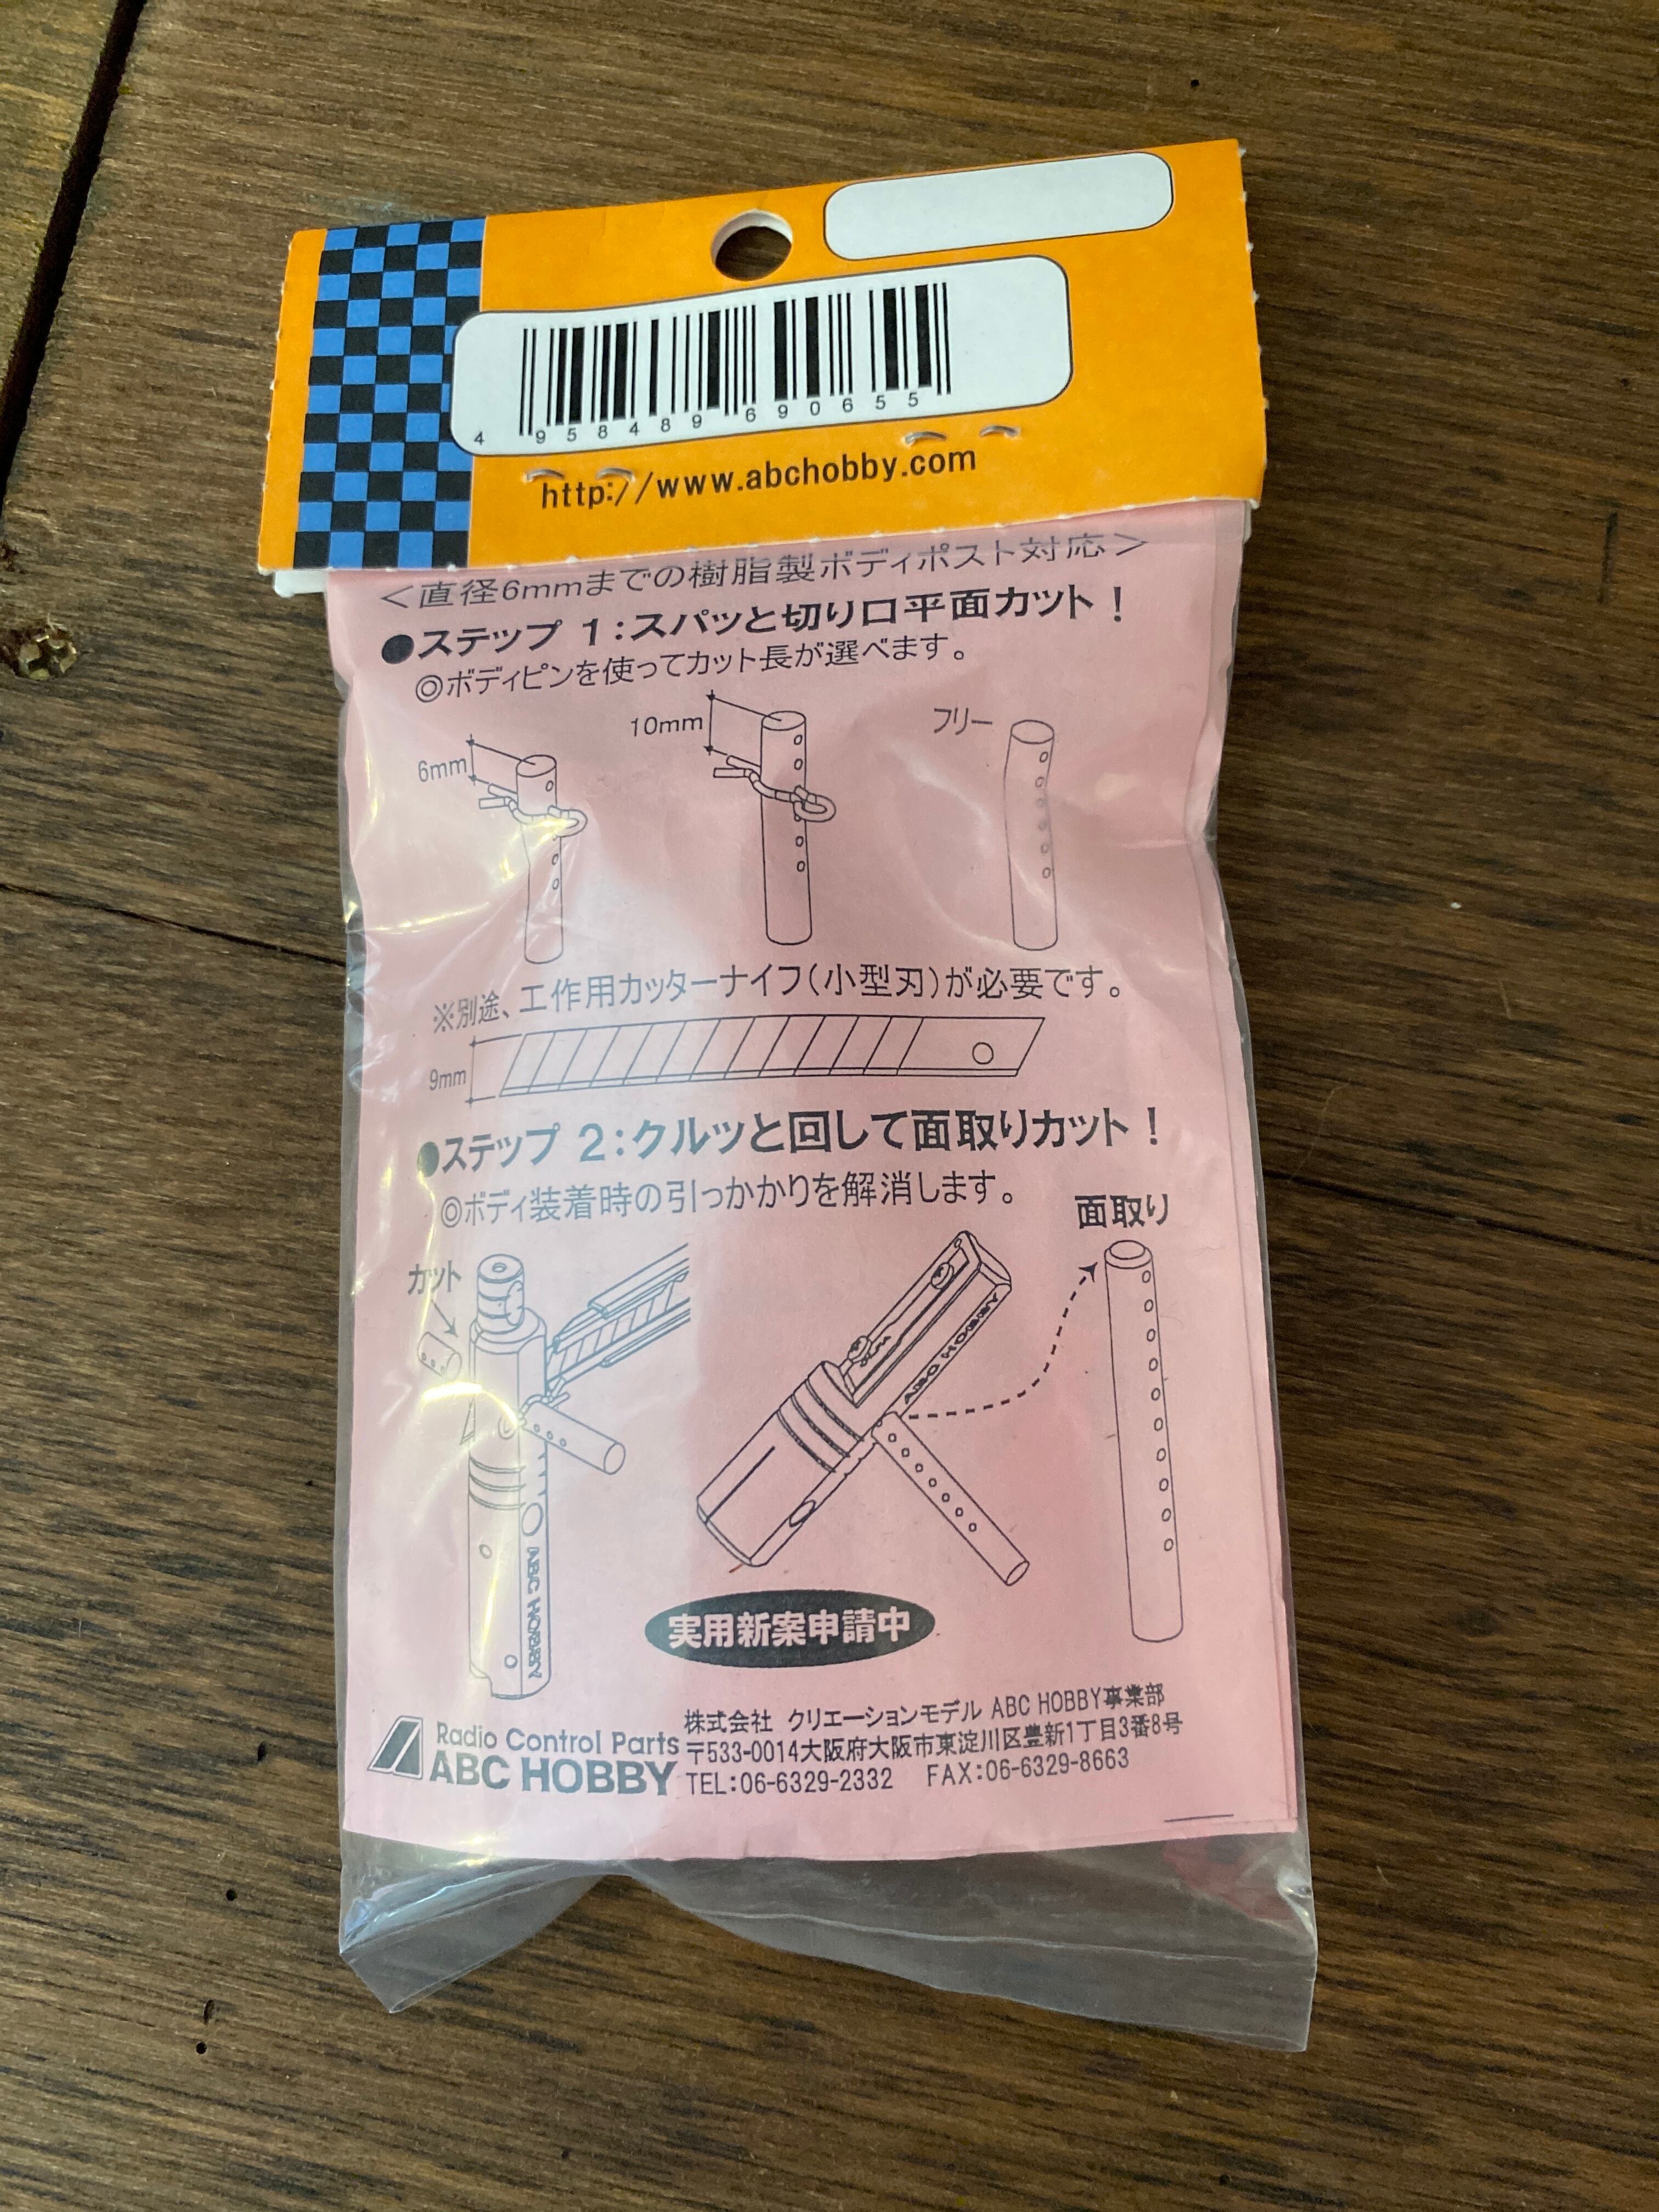 4 958489 690655
http://www.abchobby.com
＜直径6mmまでの樹脂製ボディポスト対応＞
●ステップ 1：スパッと切り口平面カット！
◎ボディピンを使ってカット長が選べます。
6mm
10mm
フリー
※別途、工作用カッターナイフ(小型刃)が必要です。
9mm
●ステップ 2：クルッと回して面取りカット！
◎ボディ装着時の引っかかりを解消します。
カット
面取り
ABC HOBBY
ABC HOBBY
実用新案申請中
Radio Control Parts
ABC HOBBY
株式会社 クリエーションモデル ABC HOBBY事業部
〒533-0014大阪府大阪市東淀川区豊新1丁目3番8号
TEL：06-6329-2332 FAX：06-6329-8663